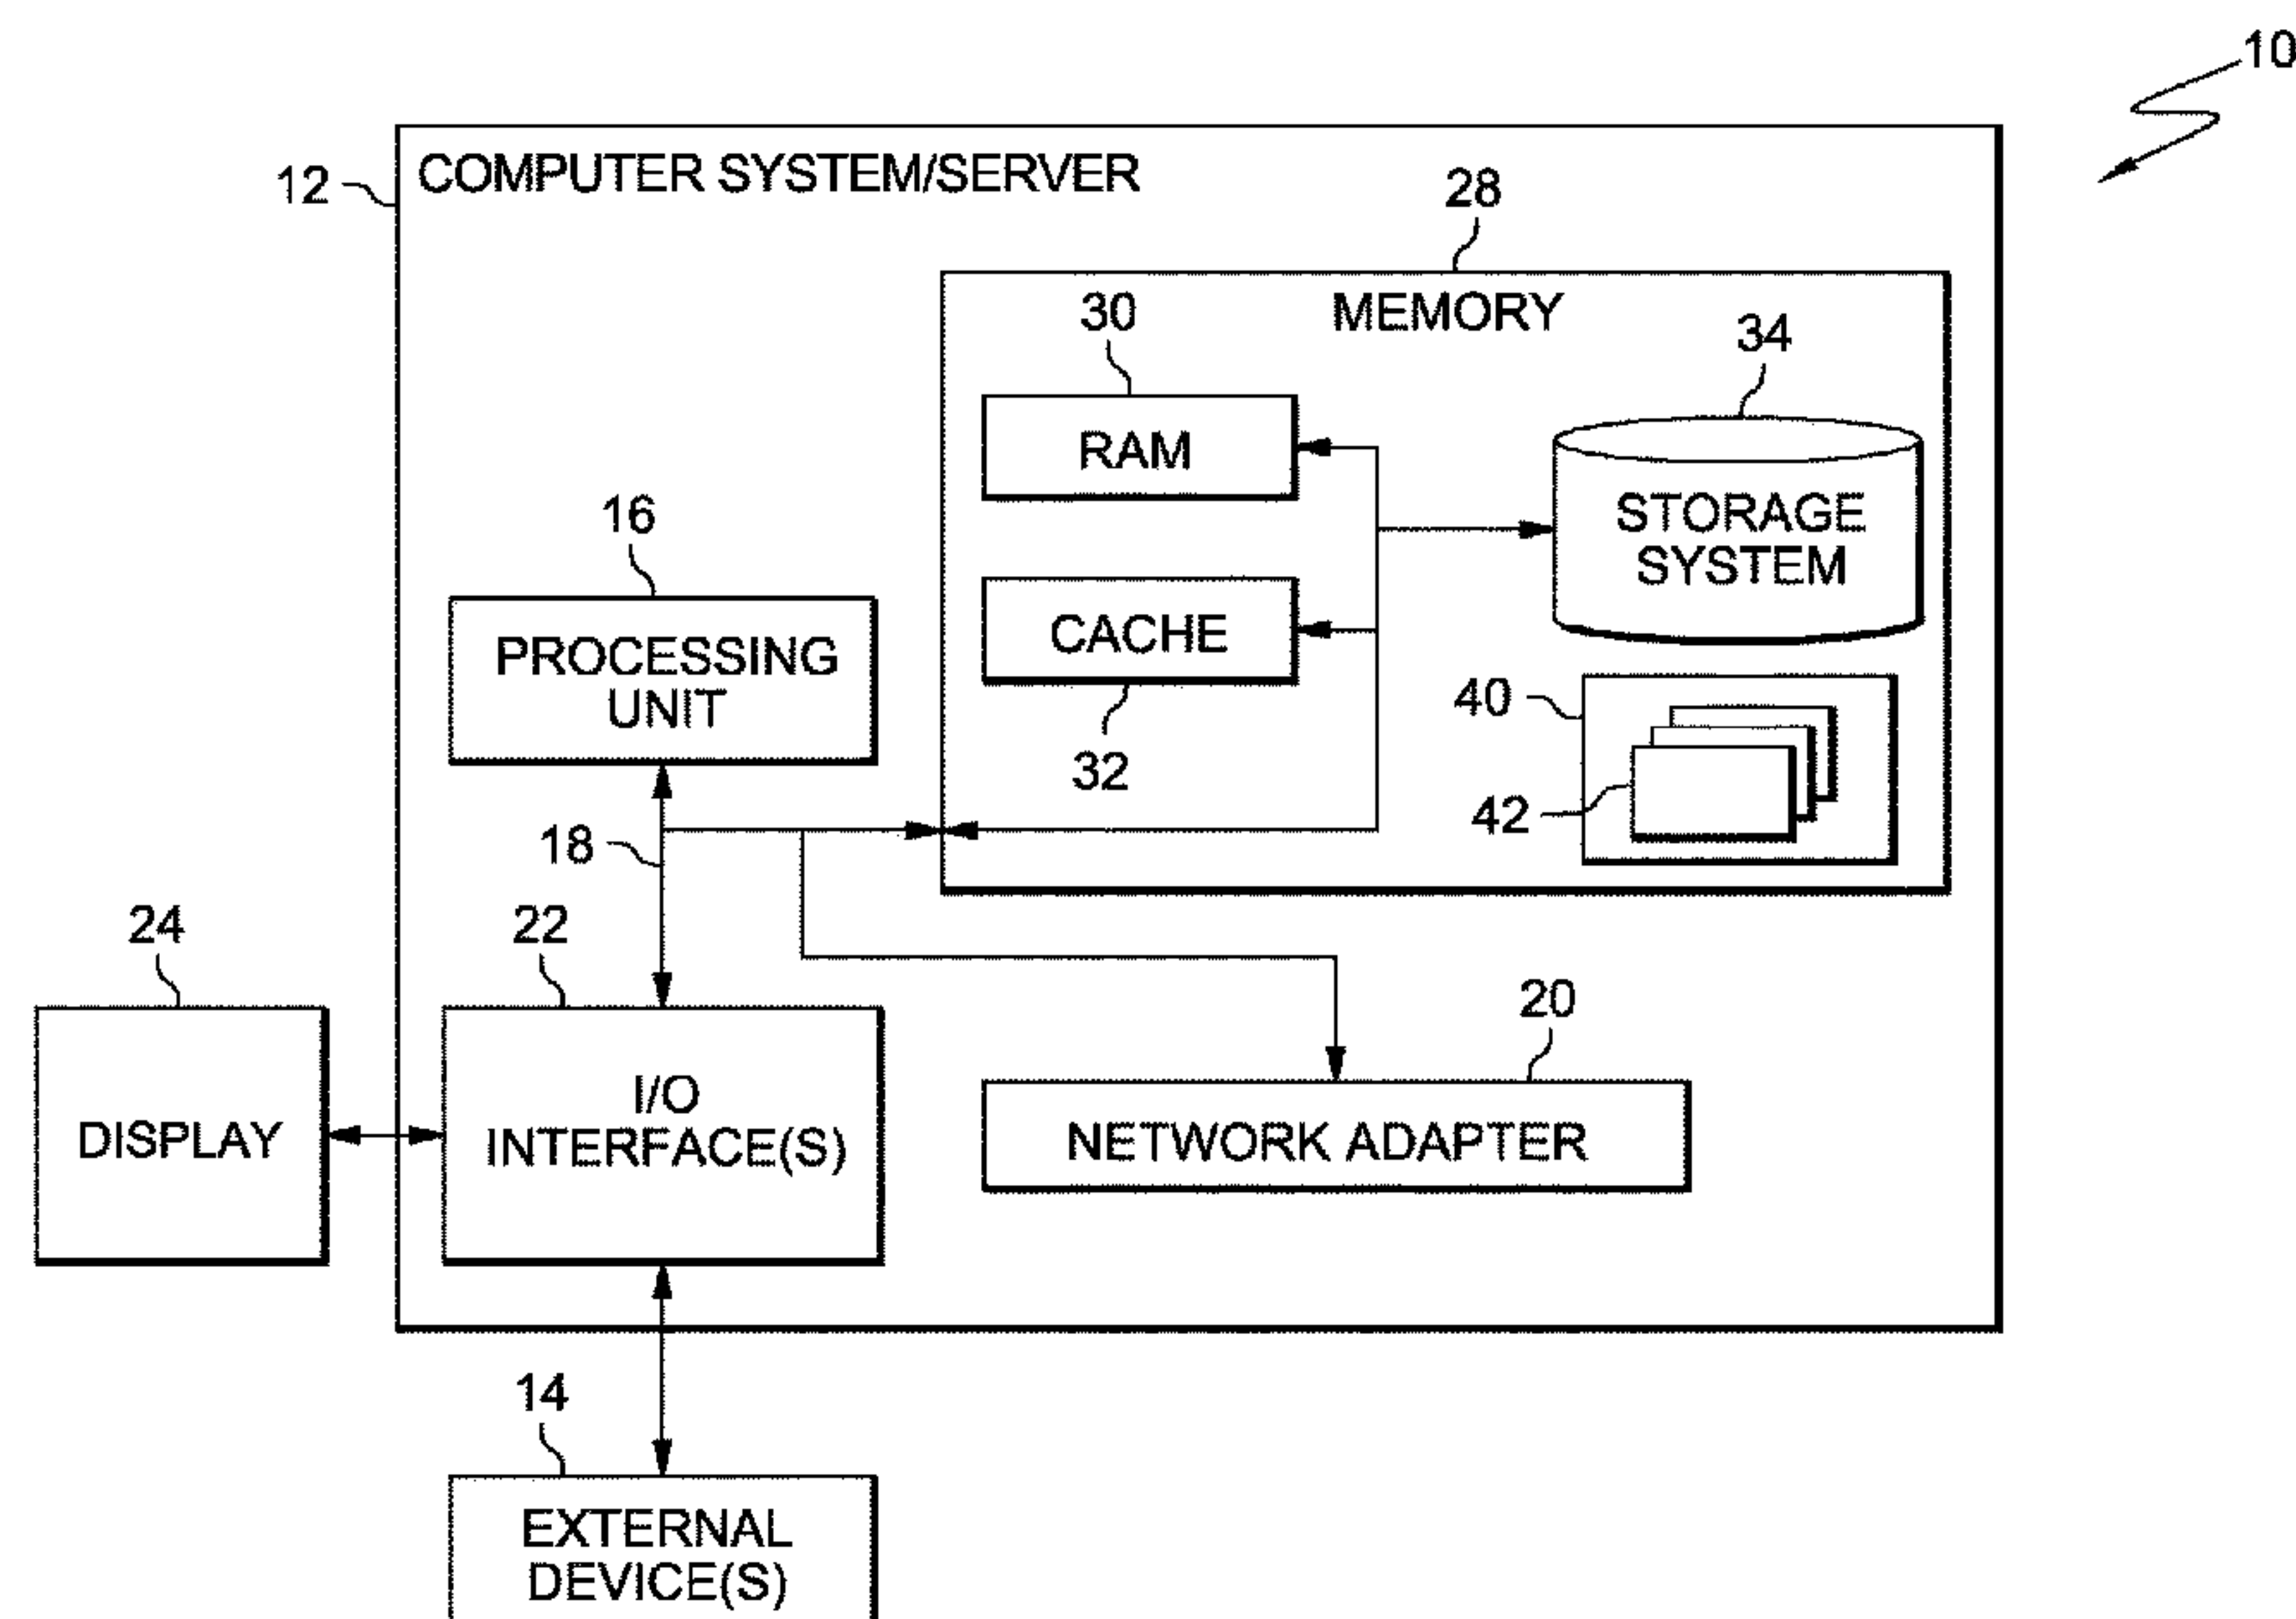 10
12
COMPUTER SYSTEM/SERVER
28
MEMORY
30
34
RAM
16
STORAGE
SYSTEM
CACHE
PROCESSING
UNIT
40
32
42
18
24
22
20
I/O
INTERFACE(S)
DISPLAY
NETWORK ADAPTER
14
EXTERNAL
DEVICE(S)